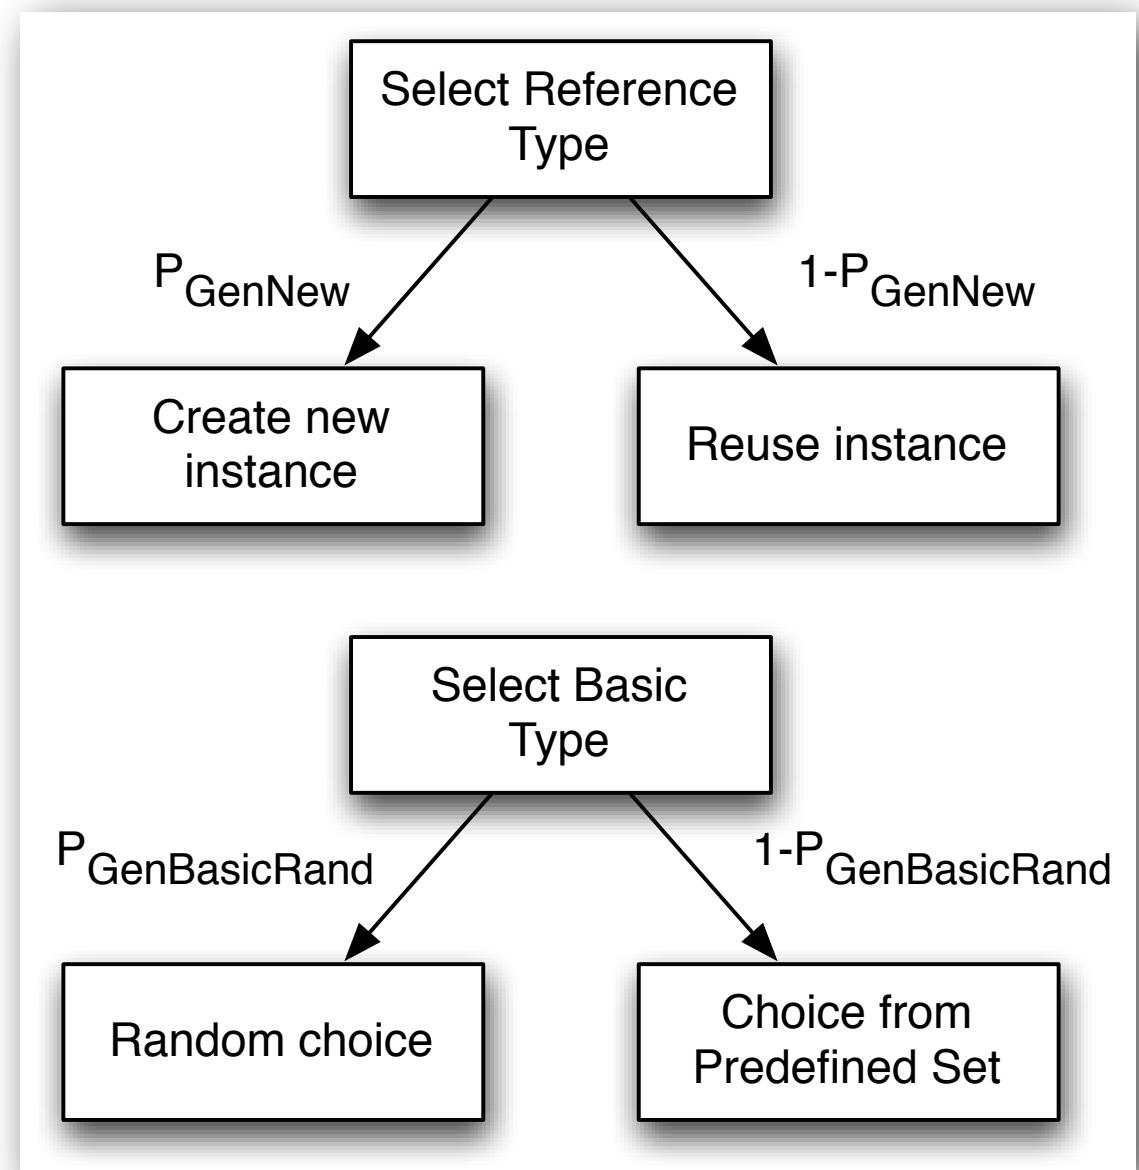 Select Reference
Type
P GenNew
1-P GenNew
Create new
instance
Reuse instance
Select Basic
Type
P GenBasicRand
1-P GenBasicRand
Random choice
Choice from
Predefined Set